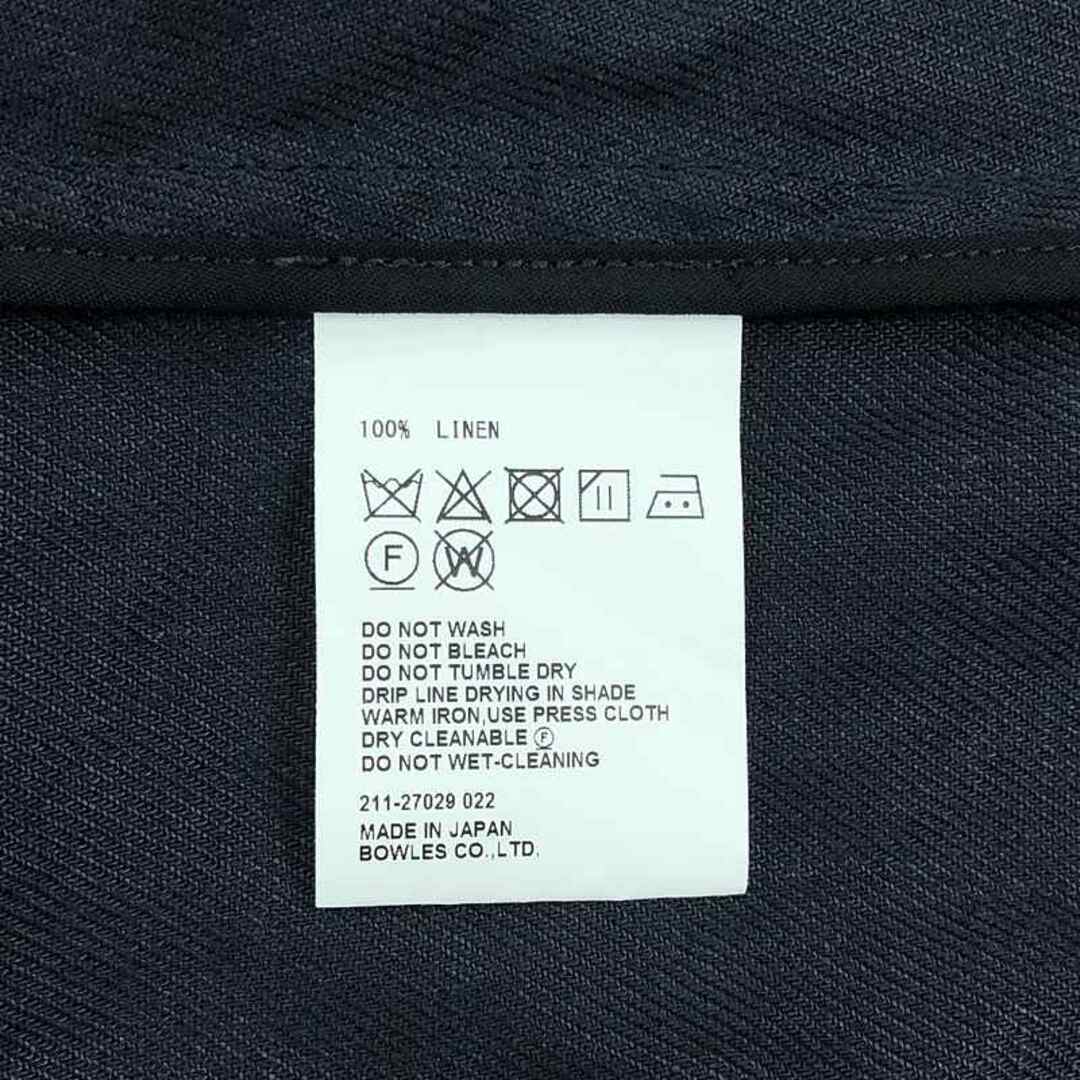 100% LINEN
F W
DO NOT WASH
DO NOT BLEACH
DO NOT TUMBLE DRY
DRIP LINE DRYING IN SHADE
WARM IRON,USE PRESS CLOTH
DRY CLEANABLE Ⓕ
DO NOT WET-CLEANING
211-27029 022
MADE IN JAPAN
BOWLES CO.,LTD.